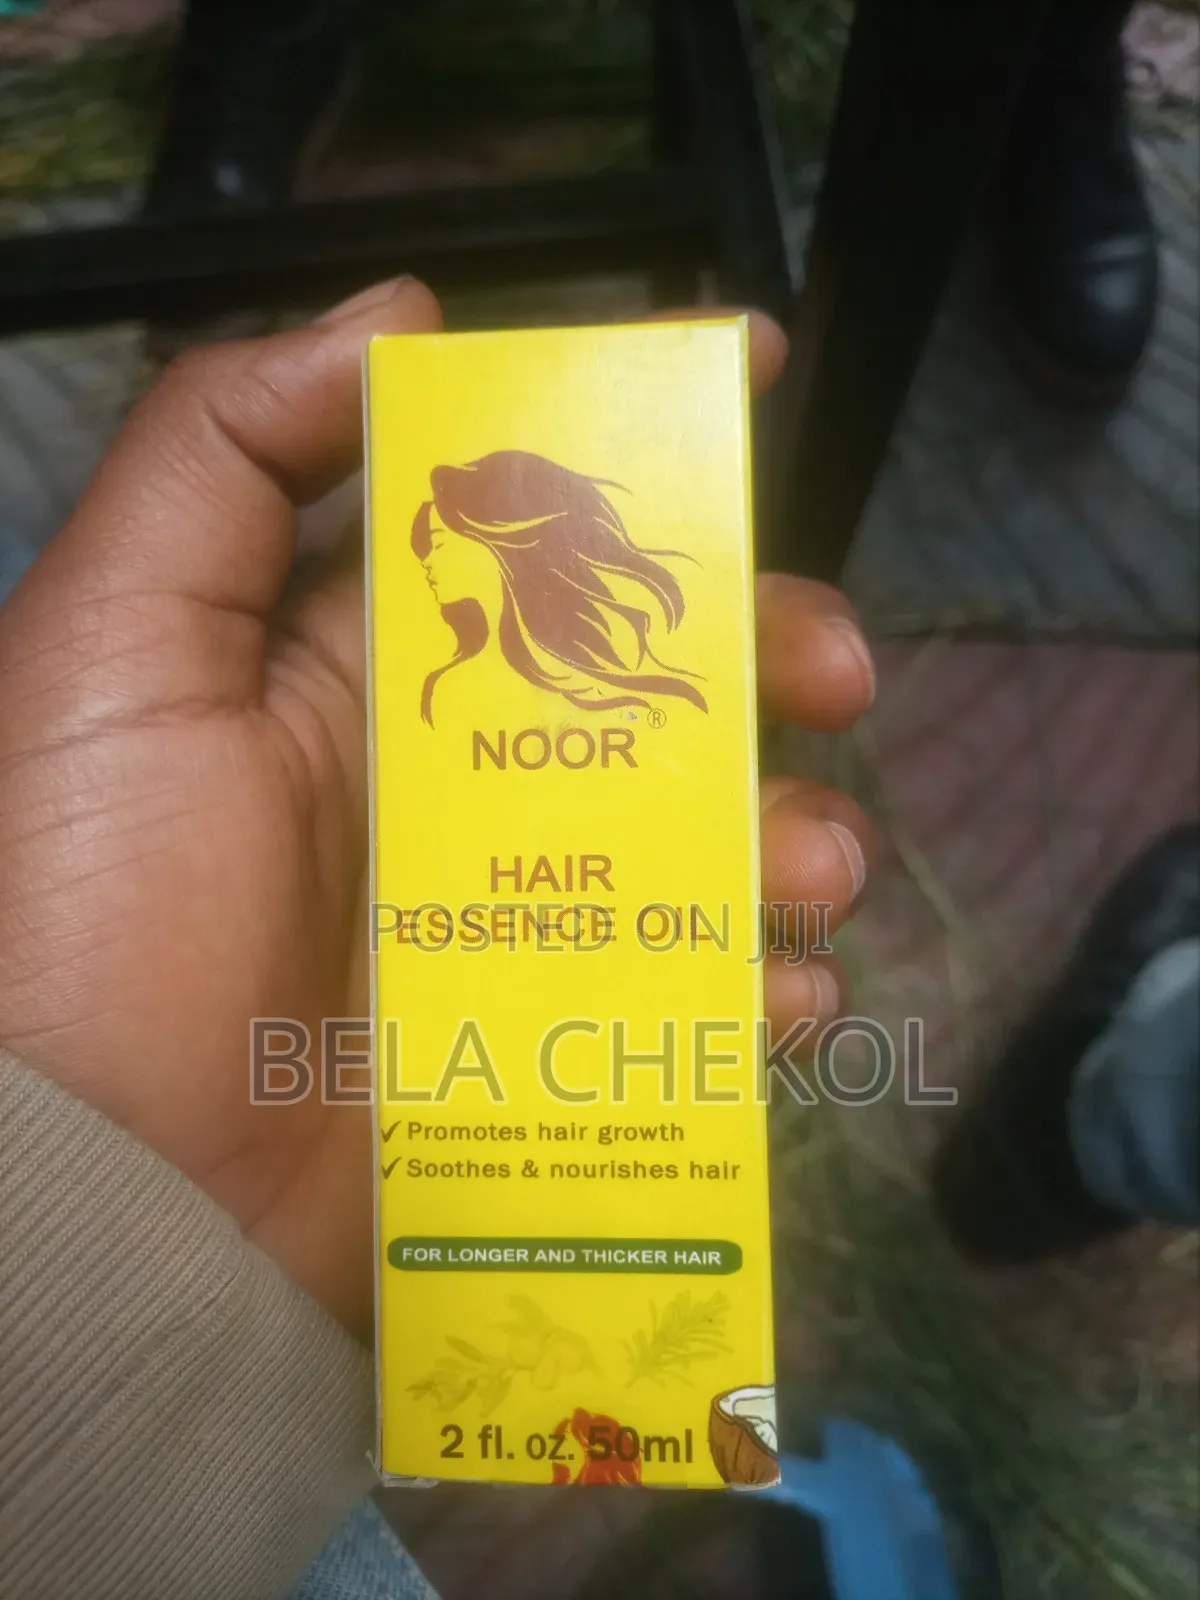 ®
NOOR
HAIR
ESSENCE OIL
POSTED ON JIJI
BELA CHEKOL
✓ Promotes hair growth
✓ Soothes & nourishes hair
FOR LONGER AND THICKER HAIR
2 fl. oz. 50ml